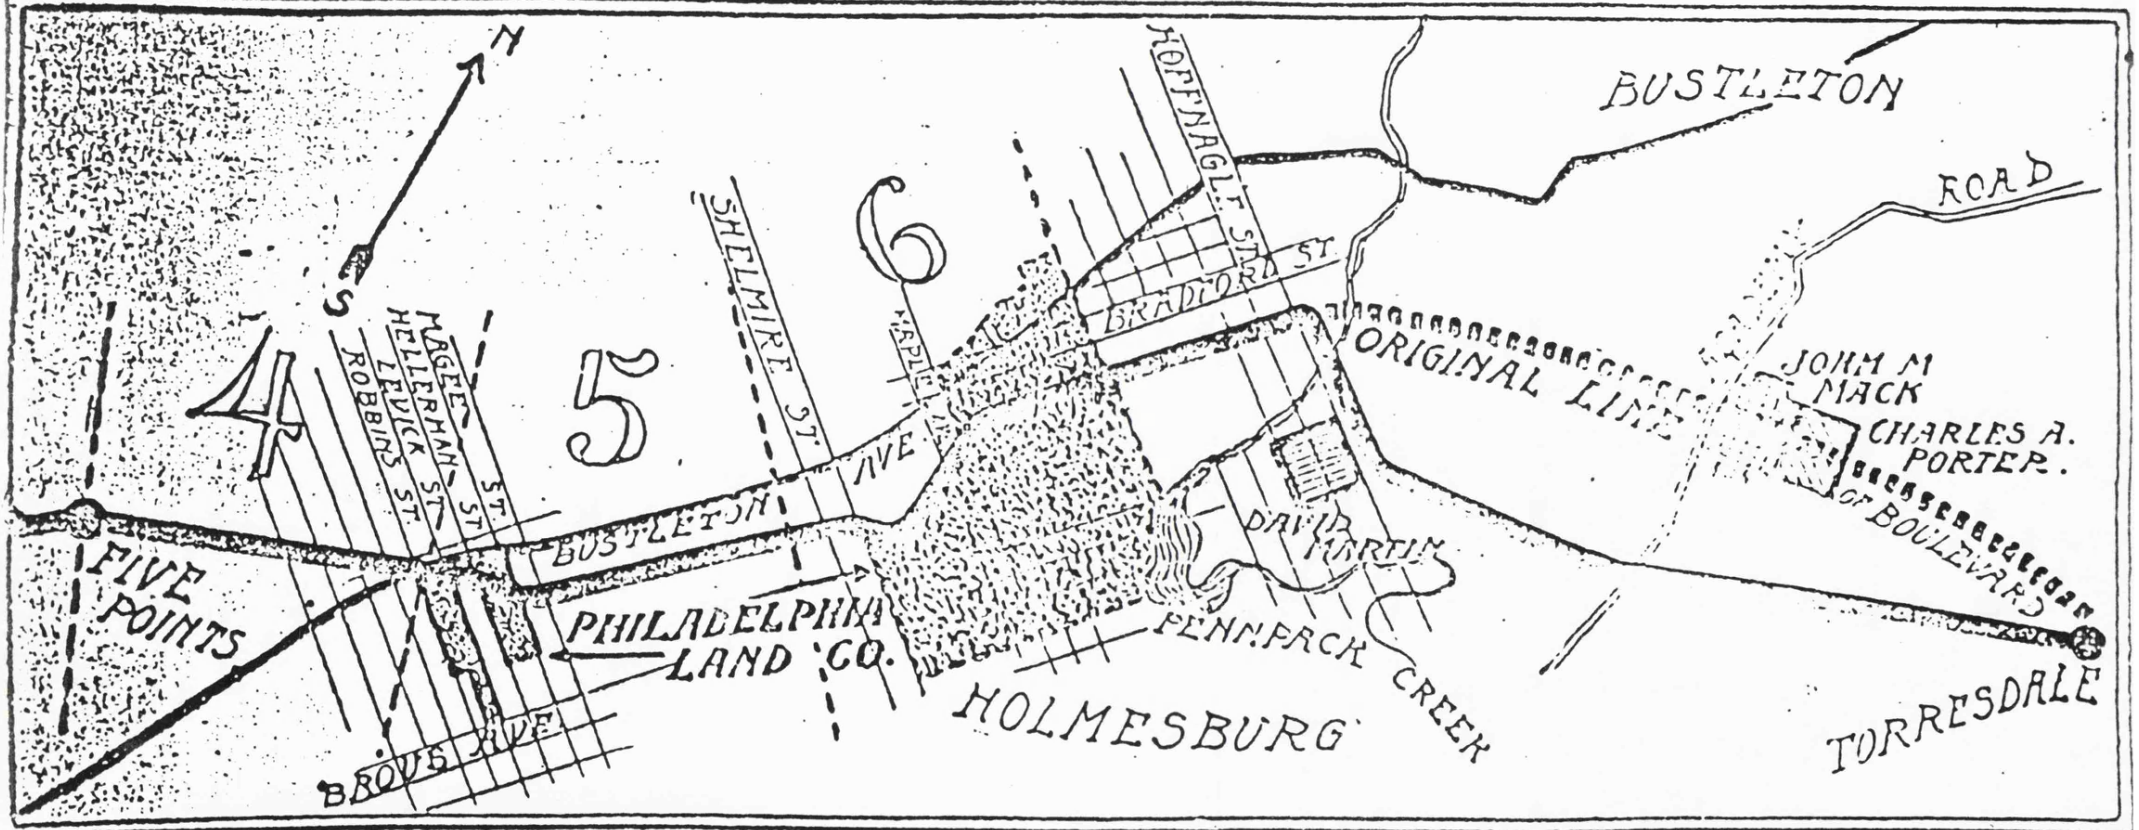 N
S
BUSTLETON
ROAD
HOFFNAGLE ST
BRADFORD ST
6
SHELMIRE ST
MAPLE
4
5
MAGEE ST
HELLERMAN ST
LEVICK ST
ROBBINS ST
ORIGINAL LINE
OF BOULEVARD
JOHM M
MACK
CHARLES A.
PORTER.
BUSTLETON AVE
FIVE
POINTS
DAVID
MARTIN
PHILADELPHIA
LAND CO.
PENNPACK CREEK
HOLMESBURG
TORRESDALE
BROUS AVE